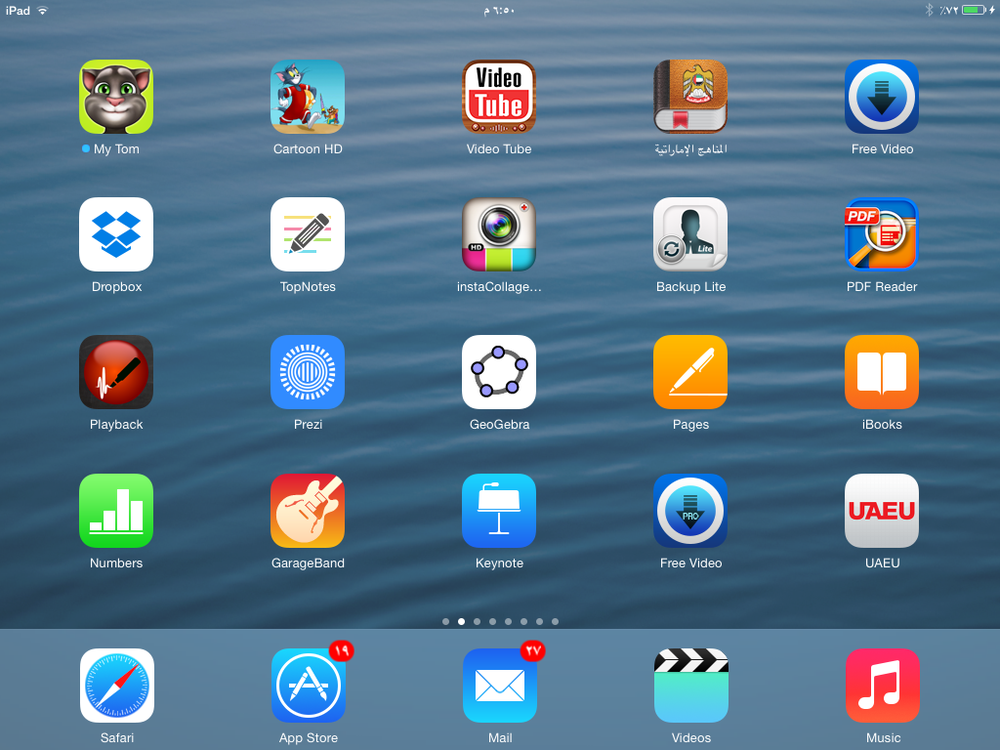 iPad ٦:٥٠ م ٪٧٢
Video
Tube
My Tom Cartoon HD Video Tube المناهج الإماراتية Free Video
HD
Lite
PDF
Dropbox TopNotes instaCollage… Backup Lite PDF Reader
Playback Prezi GeoGebra Pages iBooks
PRO
UAEU
Numbers GarageBand Keynote Free Video UAEU
١٩
٢٧
Safari App Store Mail Videos Music